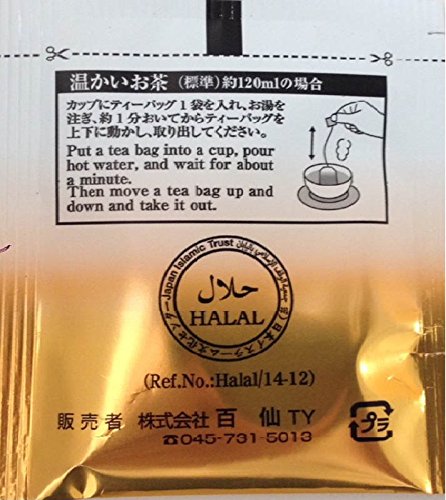 温かいお茶 (標準)約120mlの場合
カップにティーバッグ1袋を入れ、お湯を
注ぎ、約1分おいてからティーバッグを
上下に動かし、取り出してください。
Put a tea bag into a cup, pour
hot water, and wait for about
a minute.
Then move a tea bag up and
down and take it out.
Japan Islamic Trust
حلال
HALAL
(Ref.No.:Halal/14-12)
販売者 株式会社 百 仙 TY
☎045-731-5013
プラ